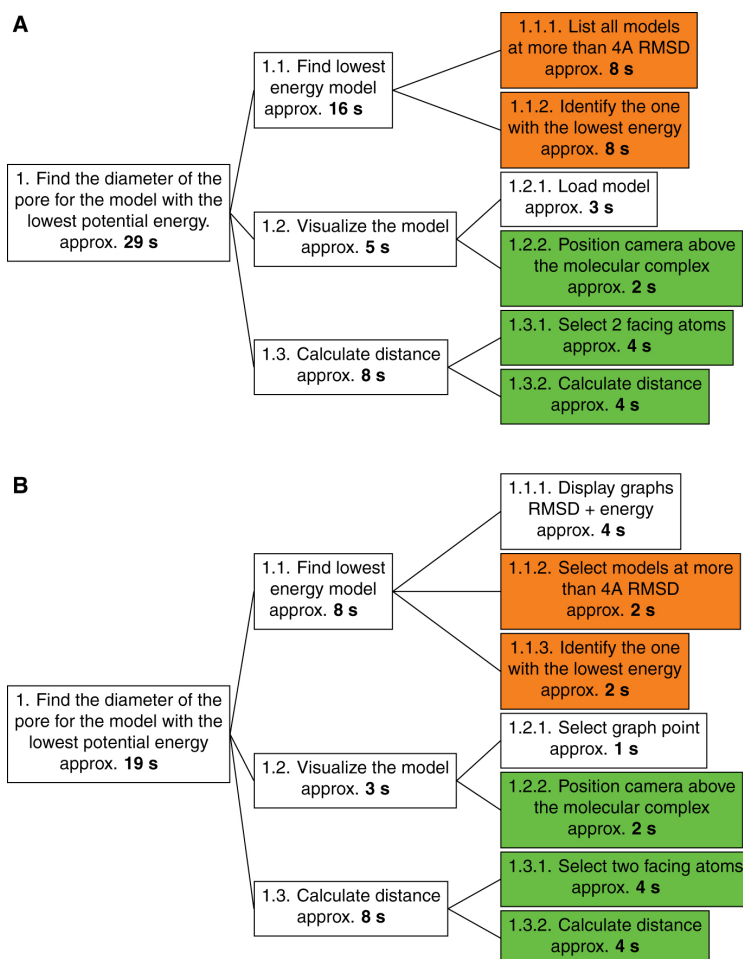 A
1. Find the diameter of the
pore for the model with the
lowest potential energy.
approx. 29 s
1.1. Find lowest
energy model
approx. 16 s
1.1.1. List all models
at more than 4A RMSD
approx. 8 s
1.1.2. Identify the one
with the lowest energy
approx. 8 s
1.2. Visualize the model
approx. 5 s
1.2.1. Load model
approx. 3 s
1.2.2. Position camera above
the molecular complex
approx. 2 s
1.3. Calculate distance
approx. 8 s
1.3.1. Select 2 facing atoms
approx. 4 s
1.3.2. Calculate distance
approx. 4 s
B
1. Find the diameter of the
pore for the model with the
lowest potential energy
approx. 19 s
1.1. Find lowest
energy model
approx. 8 s
1.1.1. Display graphs
RMSD + energy
approx. 4 s
1.1.2. Select models at more
than 4A RMSD
approx. 2 s
1.1.3. Identify the one
with the lowest energy
approx. 2 s
1.2. Visualize the model
approx. 3 s
1.2.1. Select graph point
approx. 1 s
1.2.2. Position camera above
the molecular complex
approx. 2 s
1.3. Calculate distance
approx. 8 s
1.3.1. Select two facing atoms
approx. 4 s
1.3.2. Calculate distance
approx. 4 s